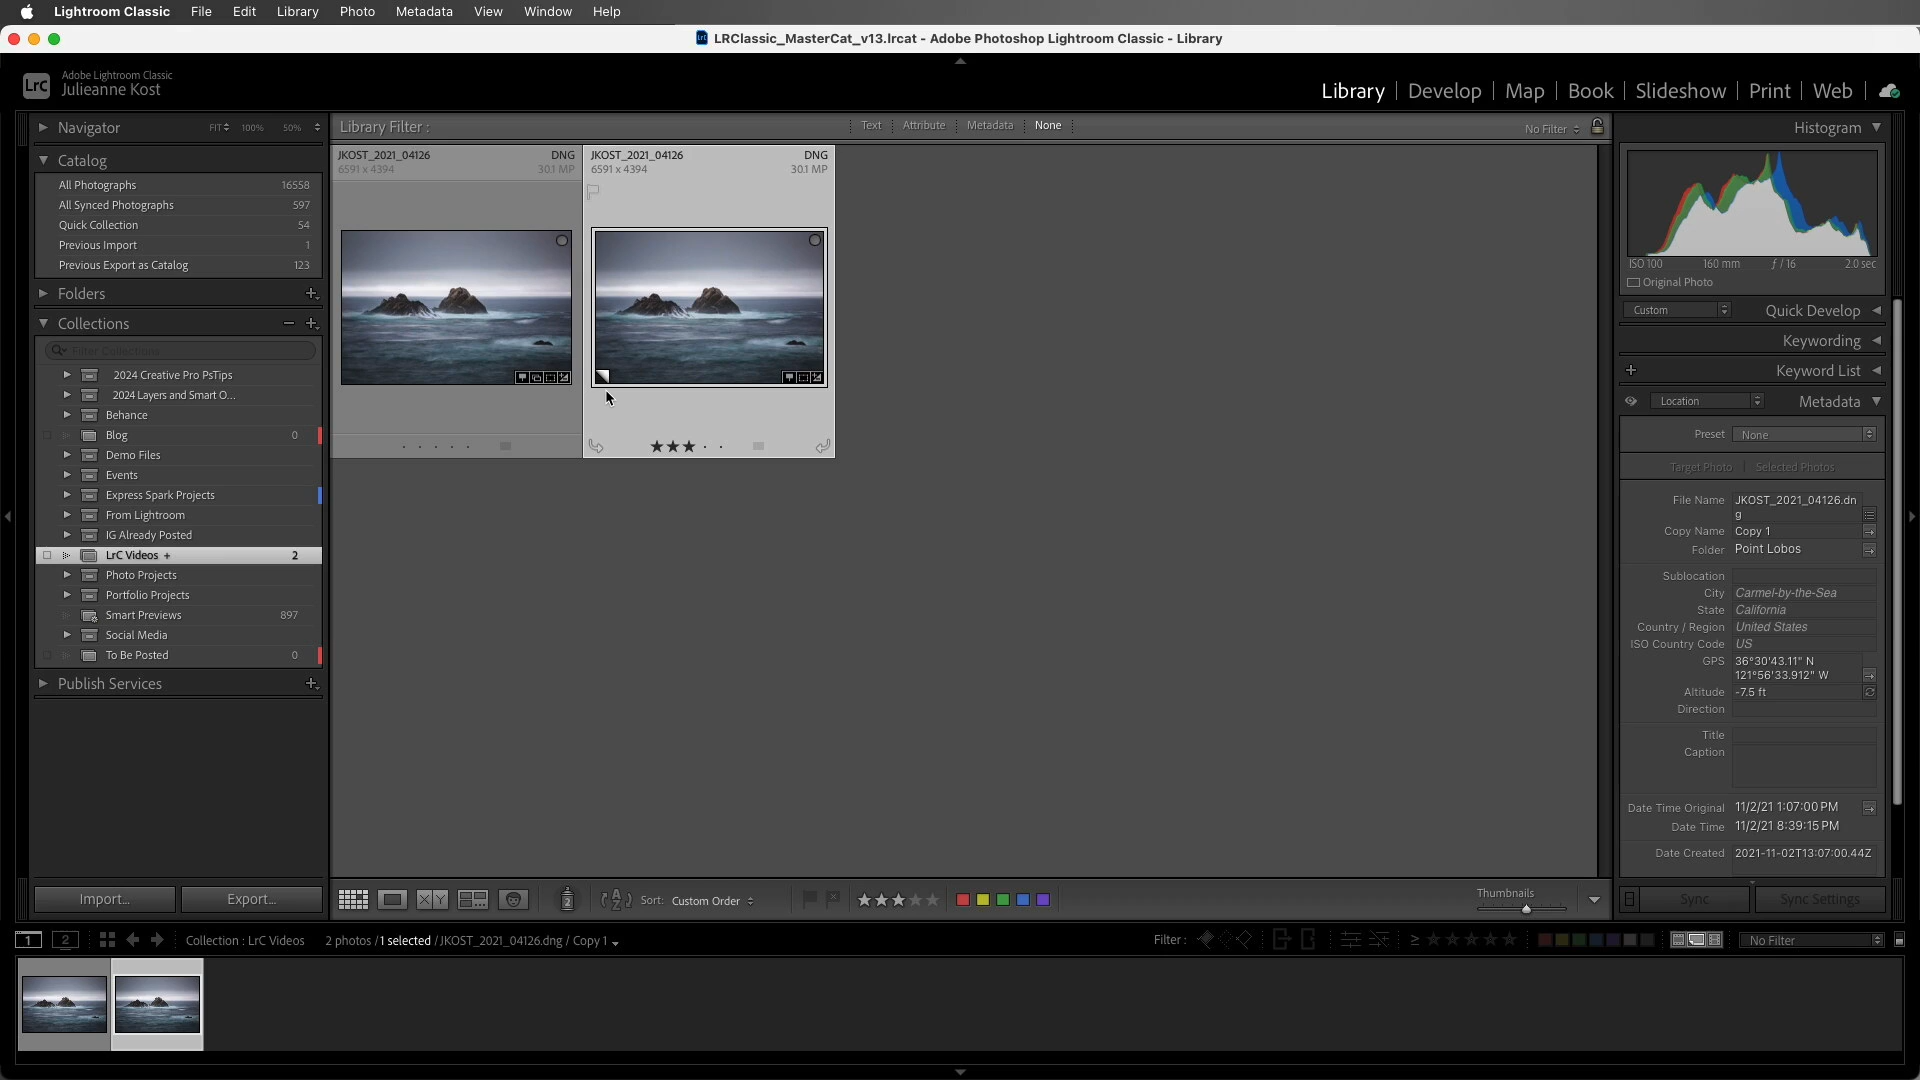 Lightroom Classic File Edit Library Photo Metadata View Window Help
LrC LRClassic_MasterCat_v13.lrcat - Adobe Photoshop Lightroom Classic - Library
LrC Adobe Lightroom Classic
Julieanne Kost
Library | Develop | Map | Book | Slideshow | Print | Web |
Navigator FIT 100% 50%
Catalog
All Photographs 16558
All Synced Photographs 597
Quick Collection 54
Previous Import 1
Previous Export as Catalog 123
Folders
Collections
Filter Collections
2024 Creative Pro PsTips
2024 Layers and Smart O...
Behance
Blog 0
Demo Files
Events
Express Spark Projects
From Lightroom
IG Already Posted
LrC Videos + 2
Photo Projects
Portfolio Projects
Smart Previews 897
Social Media
To Be Posted 0
Publish Services
Import... Export...
Library Filter : Text Attribute Metadata None No Filter
JKOST_2021_04126 DNG
6591 x 4394 30.1 MP
JKOST_2021_04126 DNG
6591 x 4394 30.1 MP
Histogram
ISO 100 160 mm ƒ / 16 2.0 sec
Original Photo
Custom Quick Develop
Keywording
Keyword List
Location Metadata
Preset None
Target Photo Selected Photos
File Name JKOST_2021_04126.dn
g
Copy Name Copy 1
Folder Point Lobos
Sublocation
City Carmel-by-the-Sea
State California
Country / Region United States
ISO Country Code US
GPS 36°30'43.11" N
121°56'33.912" W
Altitude -7.5 ft
Direction
Title
Caption
Date Time Original 11/2/21 1:07:00 PM
Date Time 11/2/21 8:39:15 PM
Date Created 2021-11-02T13:07:00.44Z
Sync Sync Settings
XY 2 AZ Sort: Custom Order Thumbnails
1 2 Collection : LrC Videos 2 photos / 1 selected / JKOST_2021_04126.dng / Copy 1 Filter : ≥ No Filter